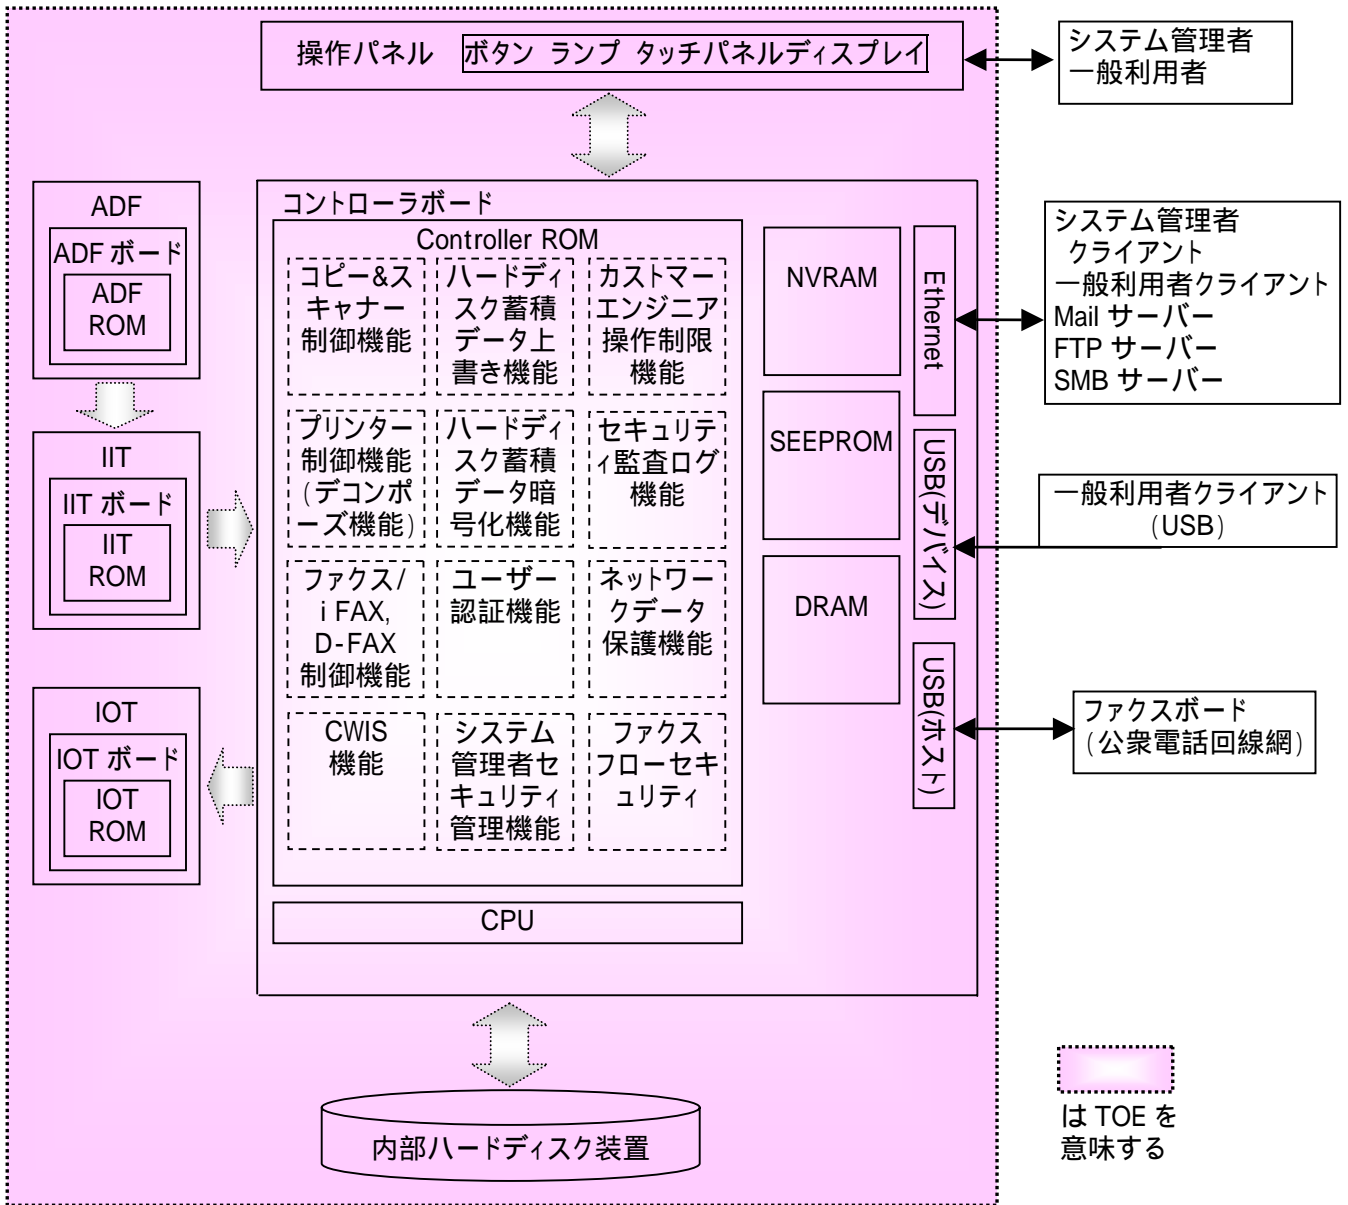 操作パネル ボタン ランプ タッチパネルディスプレイ
システム管理者
一般利用者
ADF
ADF ボード
ADF
ROM
IIT
IIT ボード
IIT
ROM
IOT
IOT ボード
IOT
ROM
コントローラボード
Controller ROM
コピー&ス
キャナー
制御機能
ハードディ
スク蓄積
データ上
書き機能
カストマー
エンジニア
操作制限
機能
プリンター
制御機能
(デコンポ
ーズ機能)
ハードディ
スク蓄積
データ暗
号化機能
セキュリテ
ィ監査ログ
機能
ファクス/
i FAX,
D-FAX
制御機能
ユーザー
認証機能
ネットワー
クデータ
保護機能
CWIS
機能
システム
管理者セ
キュリティ
管理機能
ファクス
フローセキ
ュリティ
CPU
NVRAM
SEEPROM
DRAM
Ethernet
USB(デバイス)
USB(ホスト)
システム管理者
クライアント
一般利用者クライアント
Mail サーバー
FTP サーバー
SMB サーバー
一般利用者クライアント
(USB)
ファクスボード
(公衆電話回線網)
内部ハードディスク装置
は TOE を
意味する